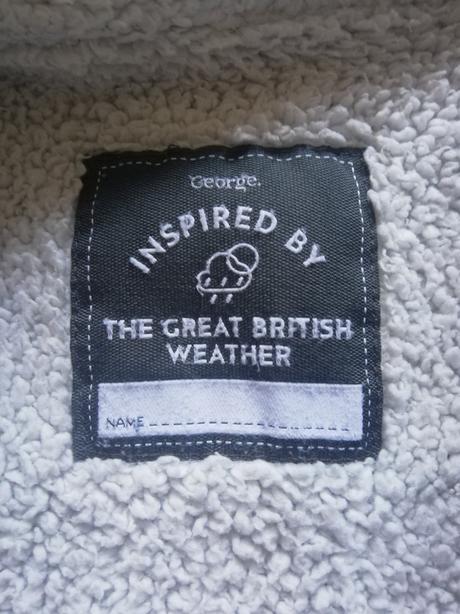 George.
INSPIRED BY
THE GREAT BRITISH
WEATHER
NAME